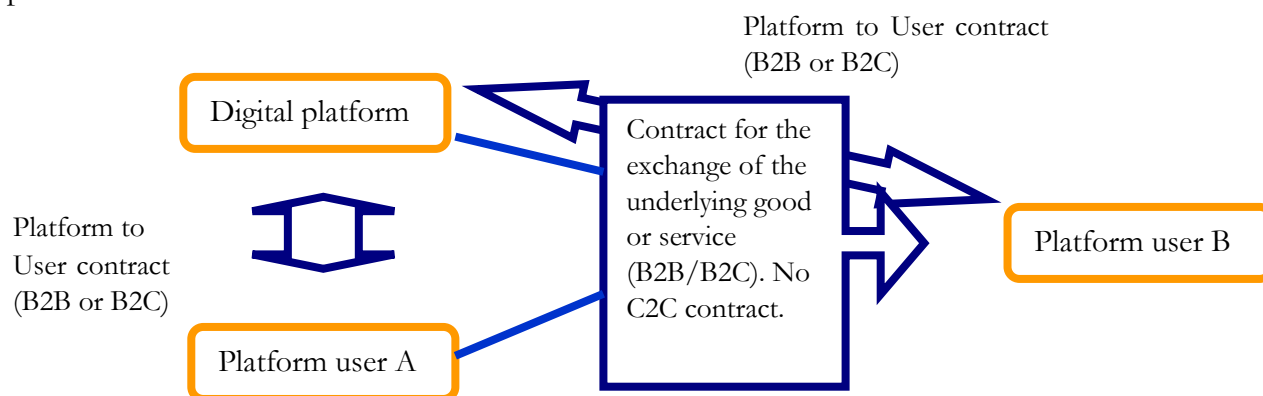 Platform to User contract
(B2B or B2C)
Digital platform
Contract for the
exchange of the
underlying good
or service
(B2B/B2C). No
C2C contract.
Platform to
User contract
(B2B or B2C)
Platform user B
Platform user A